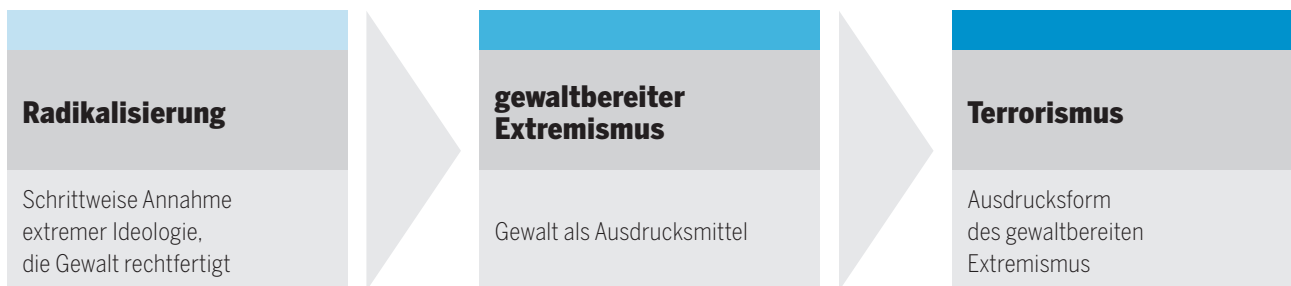 Radikalisierung
Schrittweise Annahme
extremer Ideologie,
die Gewalt rechtfertigt
gewaltbereiter
Extremismus
Gewalt als Ausdrucksmittel
Terrorismus
Ausdrucksform
des gewaltbereiten
Extremismus